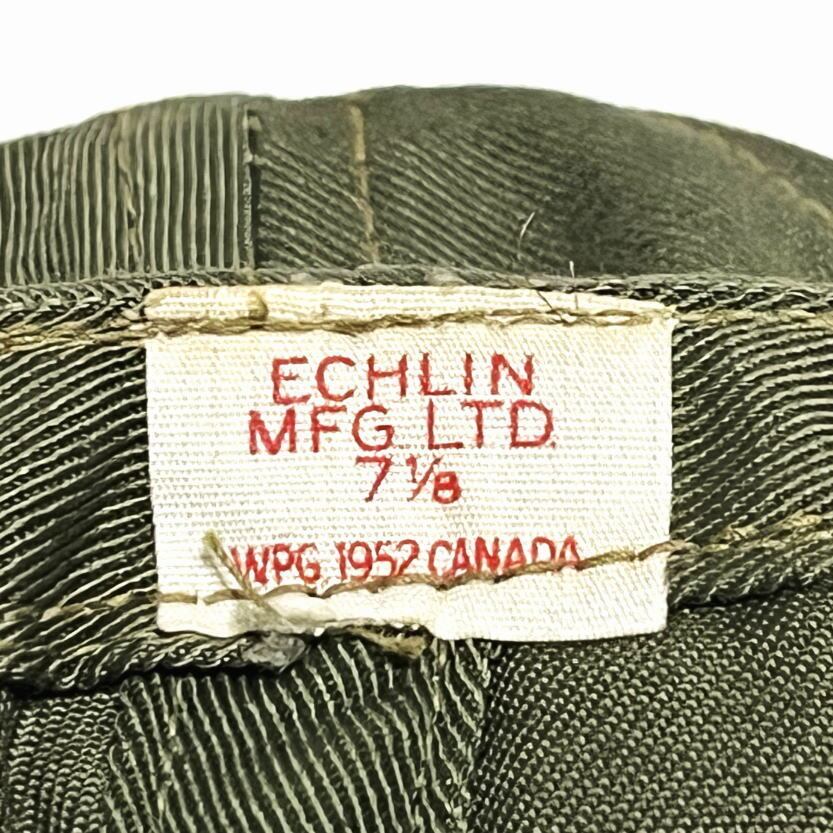 ECHLIN
MFG LTD.
7 1/8
WPG 1952 CANADA